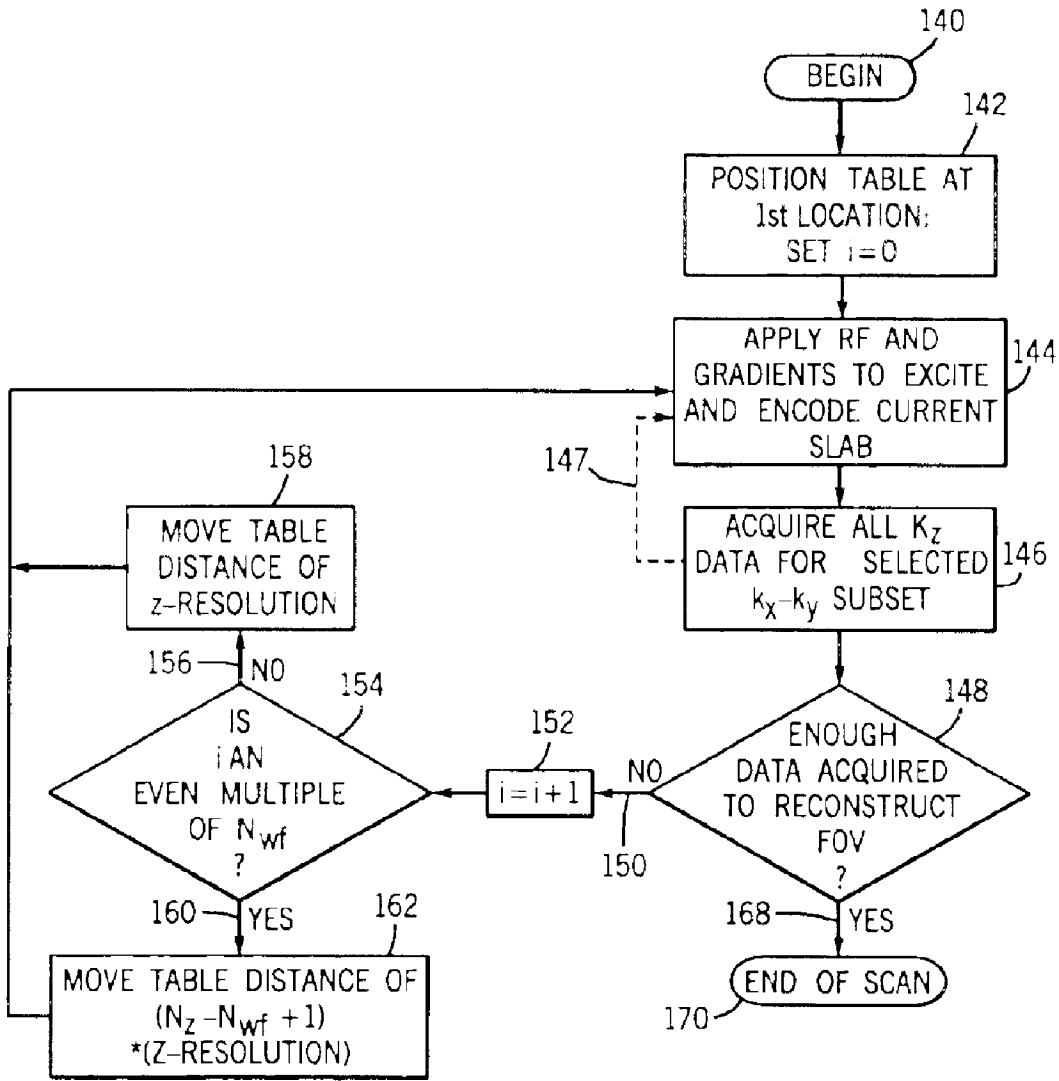 140
BEGIN
142
POSITION TABLE AT
1st LOCATION:
SET i=0
APPLY RF AND
GRADIENTS TO EXCITE
AND ENCODE CURRENT
SLAB
144
147
158
MOVE TABLE
DISTANCE OF
z-RESOLUTION
ACQUIRE ALL Kz
DATA FOR SELECTED
kx-ky SUBSET
146
156
NO
154
IS
i AN
EVEN MULTIPLE
OF Nwf
?
152
i=i+1
NO
150
148
ENOUGH
DATA ACQUIRED
TO RECONSTRUCT
FOV
?
160
YES
162
MOVE TABLE DISTANCE OF
(Nz-Nwf+1)
*(Z-RESOLUTION)
168
YES
END OF SCAN
170